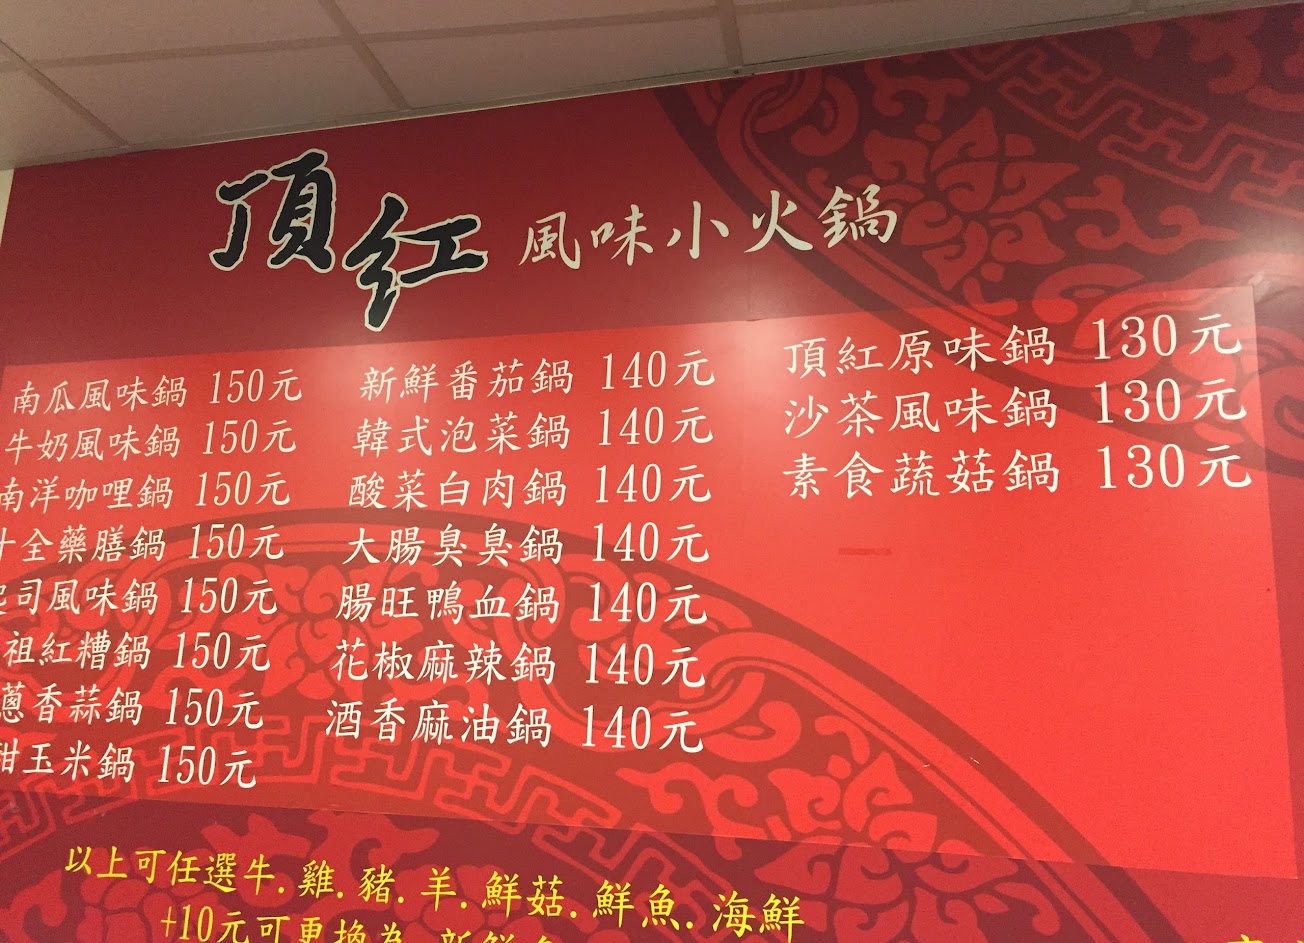 頂紅 風味小火鍋
南瓜風味鍋 150元
牛奶風味鍋 150元
南洋咖哩鍋 150元
十全藥膳鍋 150元
起司風味鍋 150元
祖紅糟鍋 150元
蔥香蒜鍋 150元
甜玉米鍋 150元
新鮮番茄鍋 140元
韓式泡菜鍋 140元
酸菜白肉鍋 140元
大腸臭臭鍋 140元
腸旺鴨血鍋 140元
花椒麻辣鍋 140元
酒香麻油鍋 140元
頂紅原味鍋 130元
沙茶風味鍋 130元
素食蔬菇鍋 130元
以上可任選牛.雞.豬.羊.鮮菇.鮮魚.海鮮
+10元可更換為 新鮮